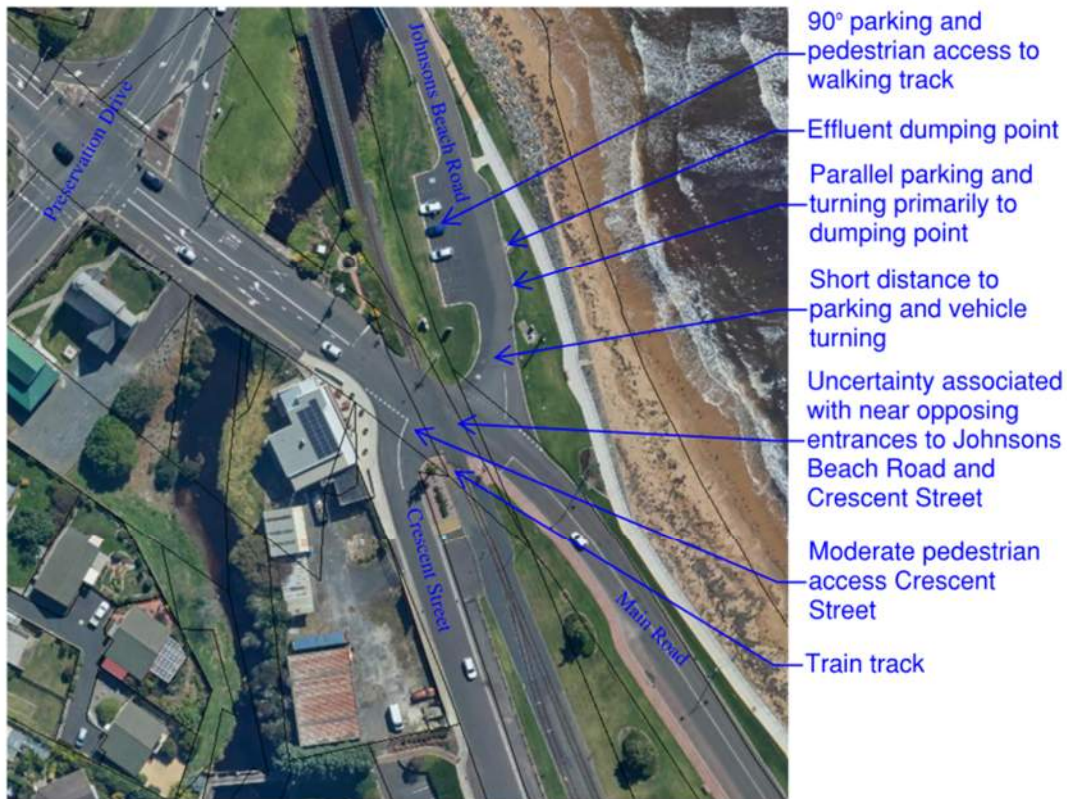 Preservation Drive
Johnsons Beach Road
Crescent Street
Main Road
90° parking and
pedestrian access to
walking track
Effluent dumping point
Parallel parking and
turning primarily to
dumping point
Short distance to
parking and vehicle
turning
Uncertainty associated
with near opposing
entrances to Johnsons
Beach Road and
Crescent Street
Moderate pedestrian
access Crescent
Street
Train track